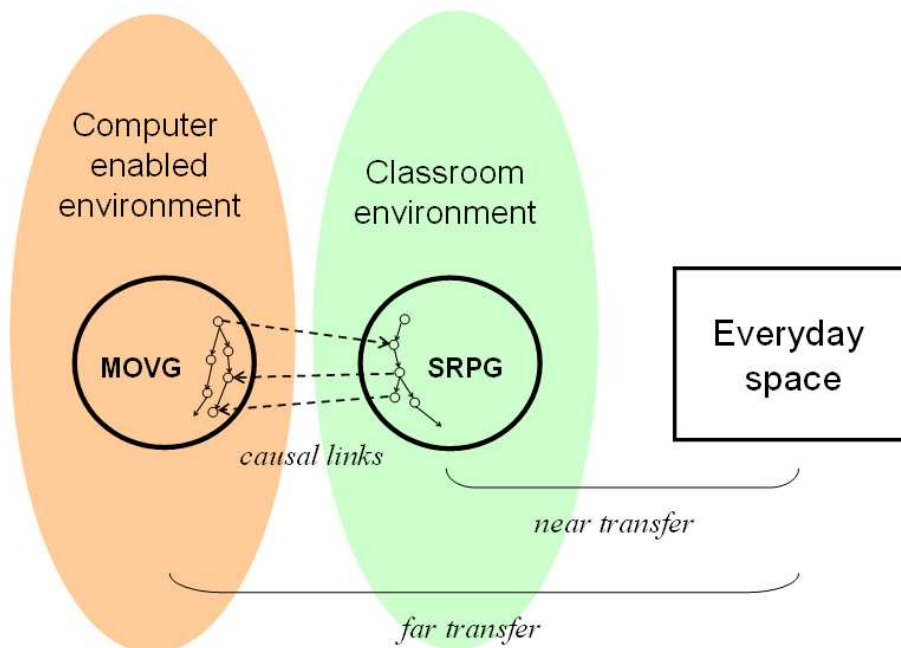 Computer
enabled
environment
Classroom
environment
MOVG
SRPG
Everyday
space
causal links
near transfer
far transfer